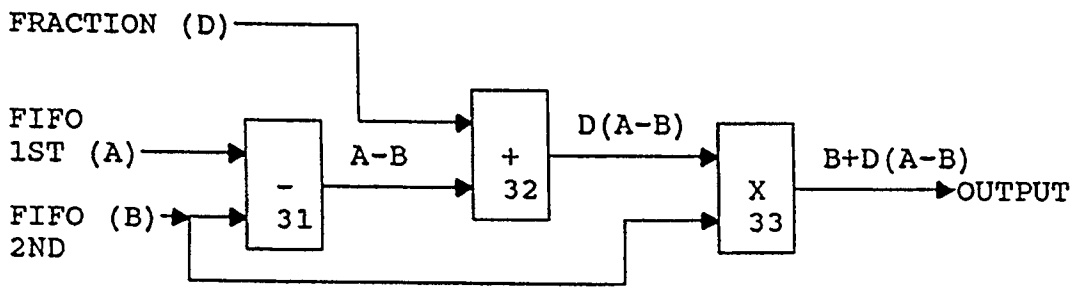 FRACTION (D)
FIFO
1ST (A)
FIFO (B)
2ND
-
31
A-B
+
32
D(A-B)
X
33
B+D(A-B)
OUTPUT